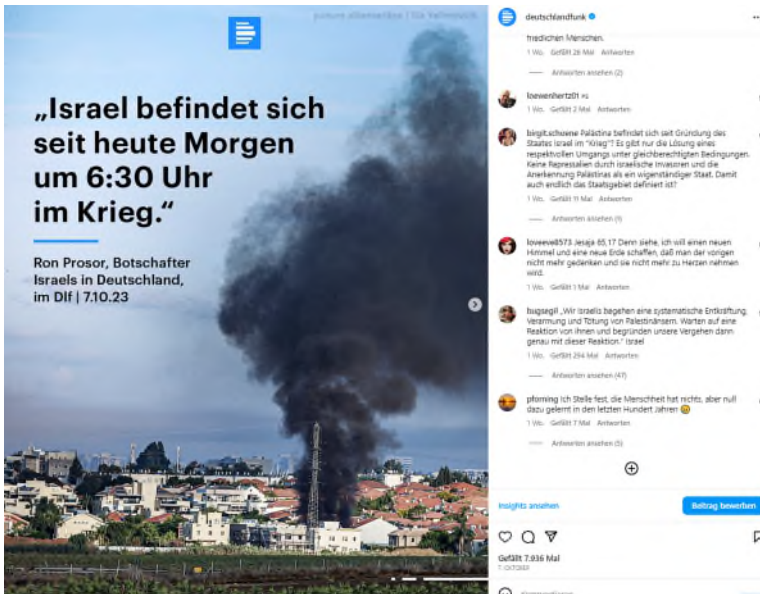 picture alliance/dpa | Ilia Yefimovich
„Israel befindet sich
seit heute Morgen
um 6:30 Uhr
im Krieg.“
Ron Prosor, Botschafter
Israels in Deutschland,
im Dlf | 7.10.23
deutschlandfunk
friedlichen Menschen.
1 Wo. Gefällt 26 Mal Antworten
Antworten ansehen (2)
loewenhertz01
1 Wo. Gefällt 2 Mal Antworten
birgit.schoene Palästina befindet sich seit Gründung des
Staates Israel im "Krieg"? Es gibt nur die Lösung eines
respektvollen Umgangs unter gleichberechtigten Bedingungen.
Keine Repressalien durch israelische Invasoren und die
Anerkennung Palästinas als ein wigenständiger Staat. Damit
auch endlich das Staatsgebiet definiert ist?
1 Wo. Gefällt 11 Mal Antworten
Antworten ansehen (1)
loveeve8573 Jesaja 65,17 Denn siehe, ich will einen neuen
Himmel und eine neue Erde schaffen, daß man der vorigen
nicht mehr gedenken und sie nicht mehr zu Herzen nehmen
wird.
1 Wo. Gefällt 1 Mal Antworten
bugsegill „Wir Israelis begehen eine systematische Entkräftung,
Verarmung und Tötung von Palestinänsern. Warten auf eine
Reaktion von ihnen und begründen unsere Vergehen dann
genau mit dieser Reaktion.“ Israel
1 Wo. Gefällt 294 Mal Antworten
Antworten ansehen (47)
pforning Ich Stelle fest, die Menschheit hat nichts, aber null
dazu gelernt in den letzten Hundert Jahren
1 Wo. Gefällt 7 Mal Antworten
Antworten ansehen (5)
Insights ansehen
Beitrag bewerben
Gefällt 7.936 Mal
7. OKTOBER